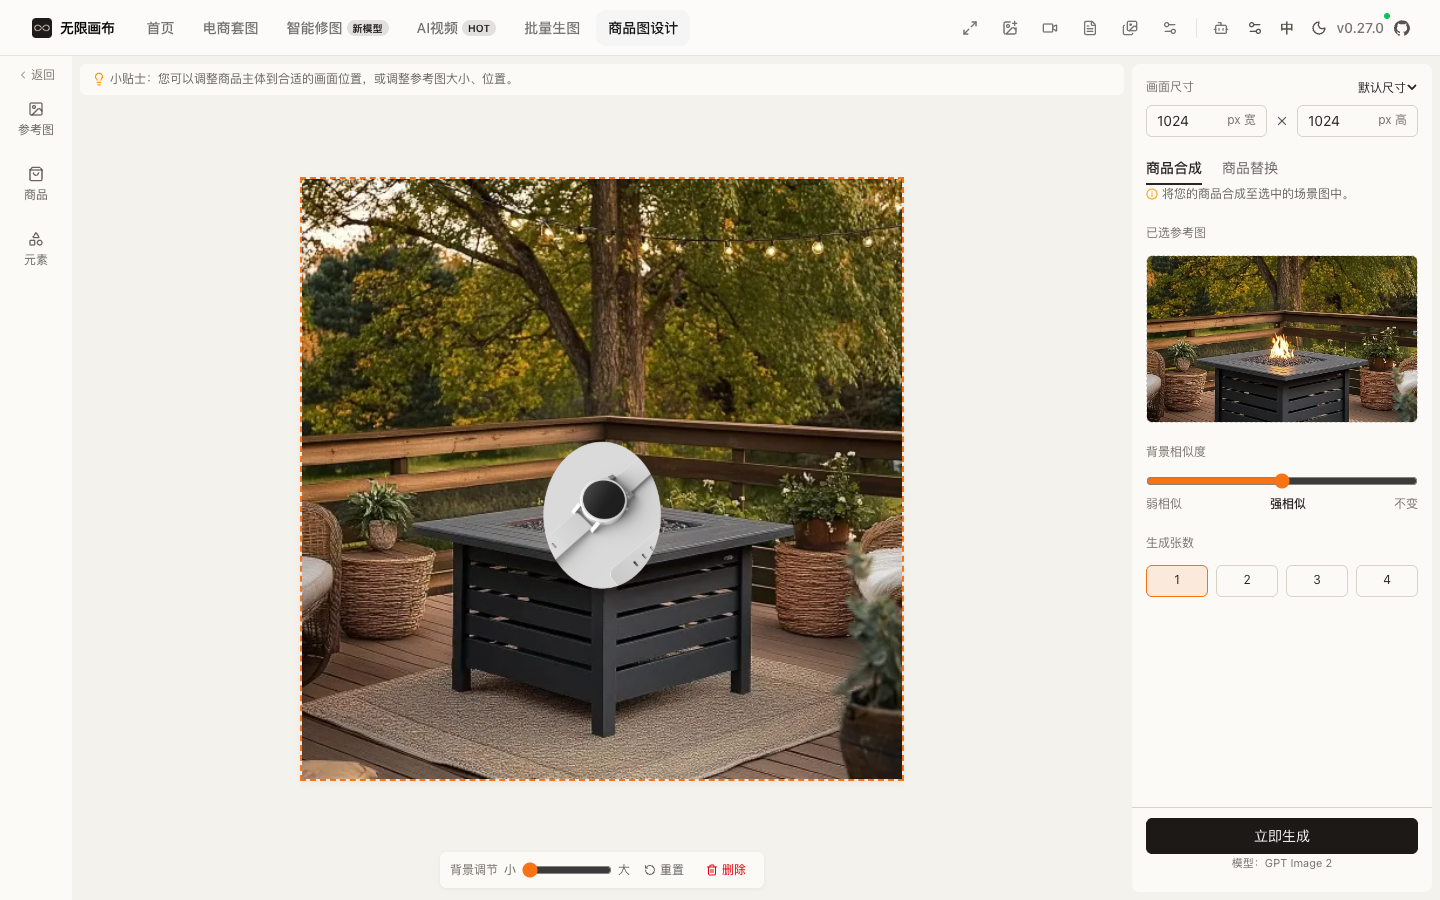 无限画布
首页
电商套图
智能修图 新模型
AI视频 HOT
批量生图
商品图设计
中
v0.27.0
返回
参考图
商品
元素
小贴士：您可以调整商品主体到合适的画面位置，或调整参考图大小、位置。
画面尺寸
默认尺寸
1024 px 宽 × 1024 px 高
商品合成 商品替换
将您的商品合成至选中的场景图中。
已选参考图
背景相似度
弱相似 强相似 不变
生成张数
1 2 3 4
背景调节 小 大 重置 删除
立即生成
模型：GPT Image 2